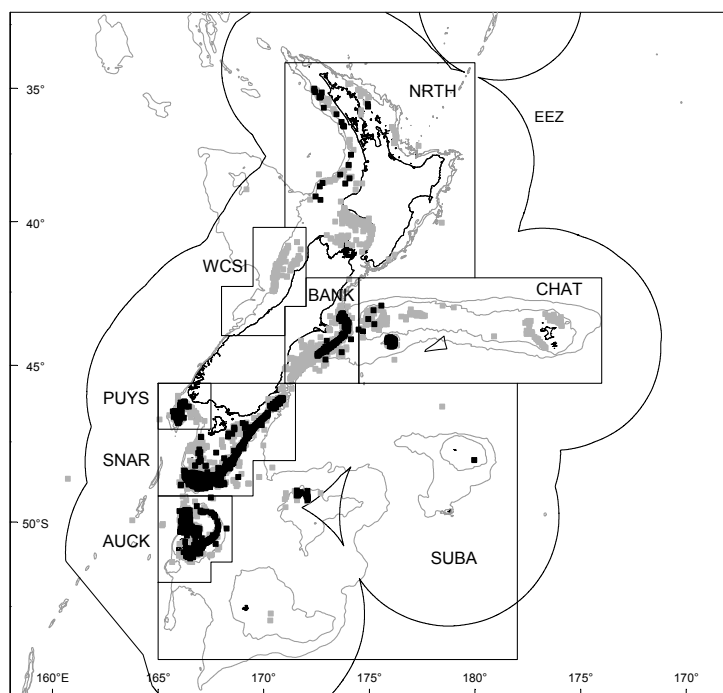 35°
NRTH
EEZ
40°
WCSI
BANK
CHAT
45°
PUYS
SNAR
50°S
AUCK
SUBA
160°E
165°
170°
175°
180°
175°
170°